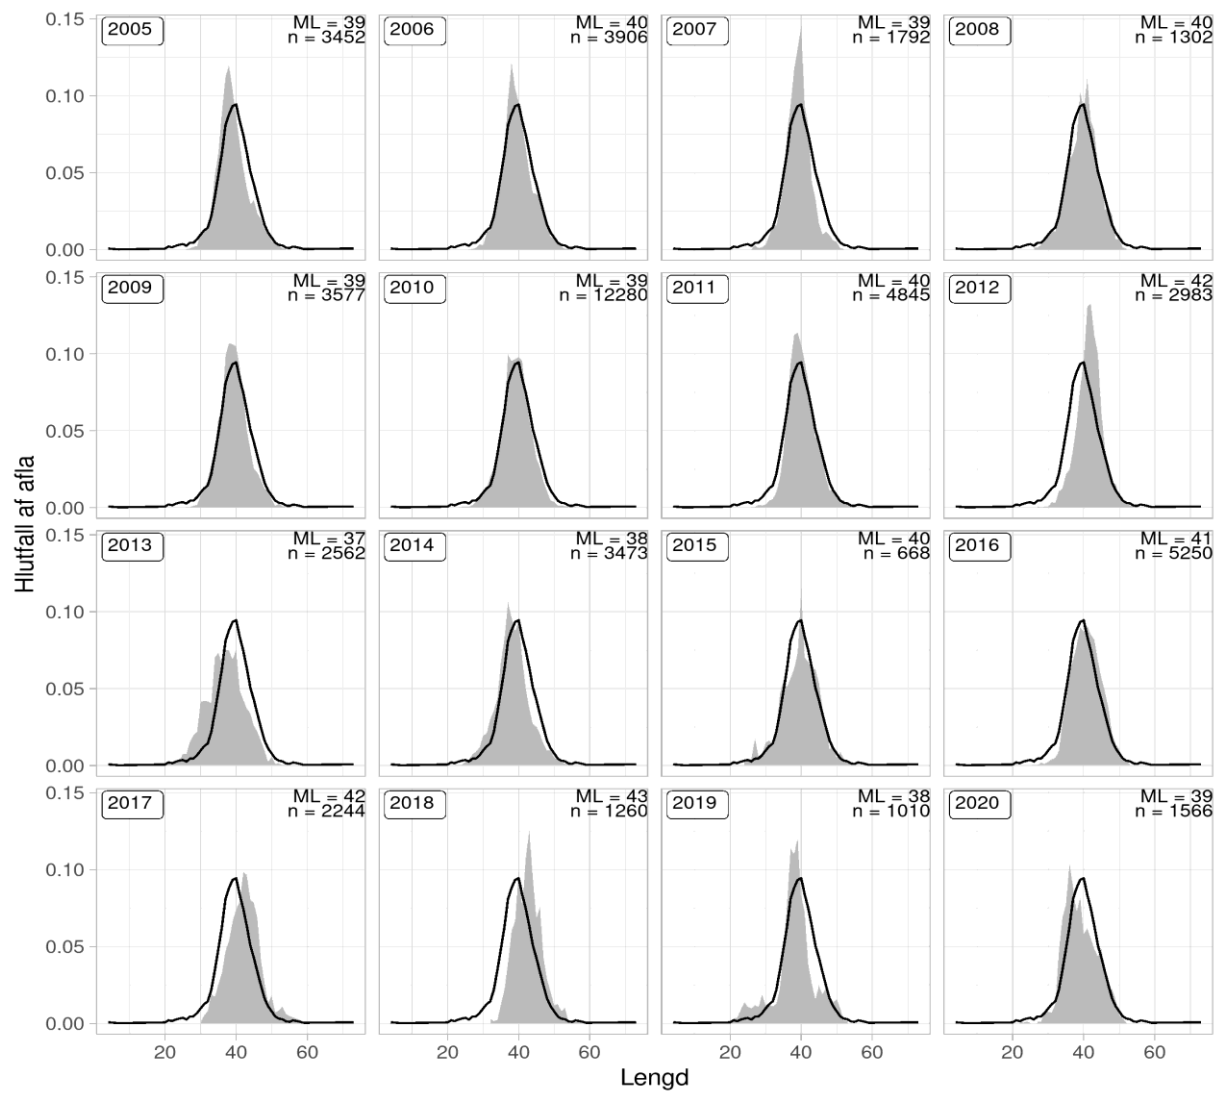 2005 ML = 39
n = 3452
2006 ML = 40
n = 3906
2007 ML = 39
n = 1792
2008 ML = 40
n = 1302
0.15
0.10
0.05
0.00
2009 ML = 39
n = 3577
2010 ML = 39
n = 12280
2011 ML = 40
n = 4845
2012 ML = 42
n = 2983
0.15
0.10
0.05
0.00
2013 ML = 37
n = 2562
2014 ML = 38
n = 3473
2015 ML = 40
n = 668
2016 ML = 41
n = 5250
0.15
0.10
0.05
0.00
2017 ML = 42
n = 2244
2018 ML = 43
n = 1260
2019 ML = 38
n = 1010
2020 ML = 39
n = 1566
0.15
0.10
0.05
0.00
20 40 60 20 40 60 20 40 60 20 40 60
Hlutfall af afla
Lengd